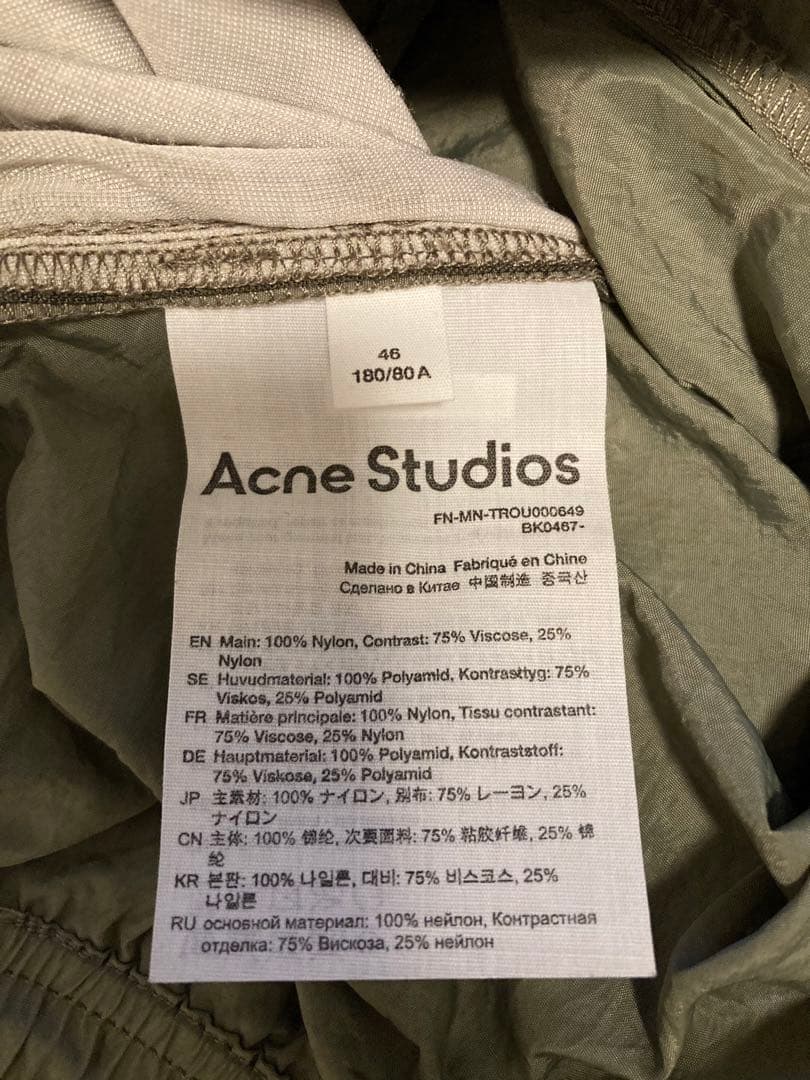 46
180/80A
Acne Studios
FN-MN-TROU000649
BK0467-
Made in China Fabriqué en Chine
Сделано в Китае 中国制造 중국산
EN Main: 100% Nylon, Contrast: 75% Viscose, 25%
Nylon
SE Huvudmaterial: 100% Polyamid, Kontrasttyg: 75%
Viskos, 25% Polyamid
FR Matière principale: 100% Nylon, Tissu contrastant:
75% Viscose, 25% Nylon
DE Hauptmaterial: 100% Polyamid, Kontraststoff:
75% Viskose, 25% Polyamid
JP 主素材: 100% ナイロン, 別布: 75% レーヨン, 25%
ナイロン
CN 主体: 100% 锦纶, 次要面料: 75% 粘胶纤维, 25% 锦
纶
KR 본판: 100% 나일론, 대비: 75% 비스코스, 25%
나일론
RU основной материал: 100% нейлон, Контрастная
отделка: 75% Вискоза, 25% нейлон